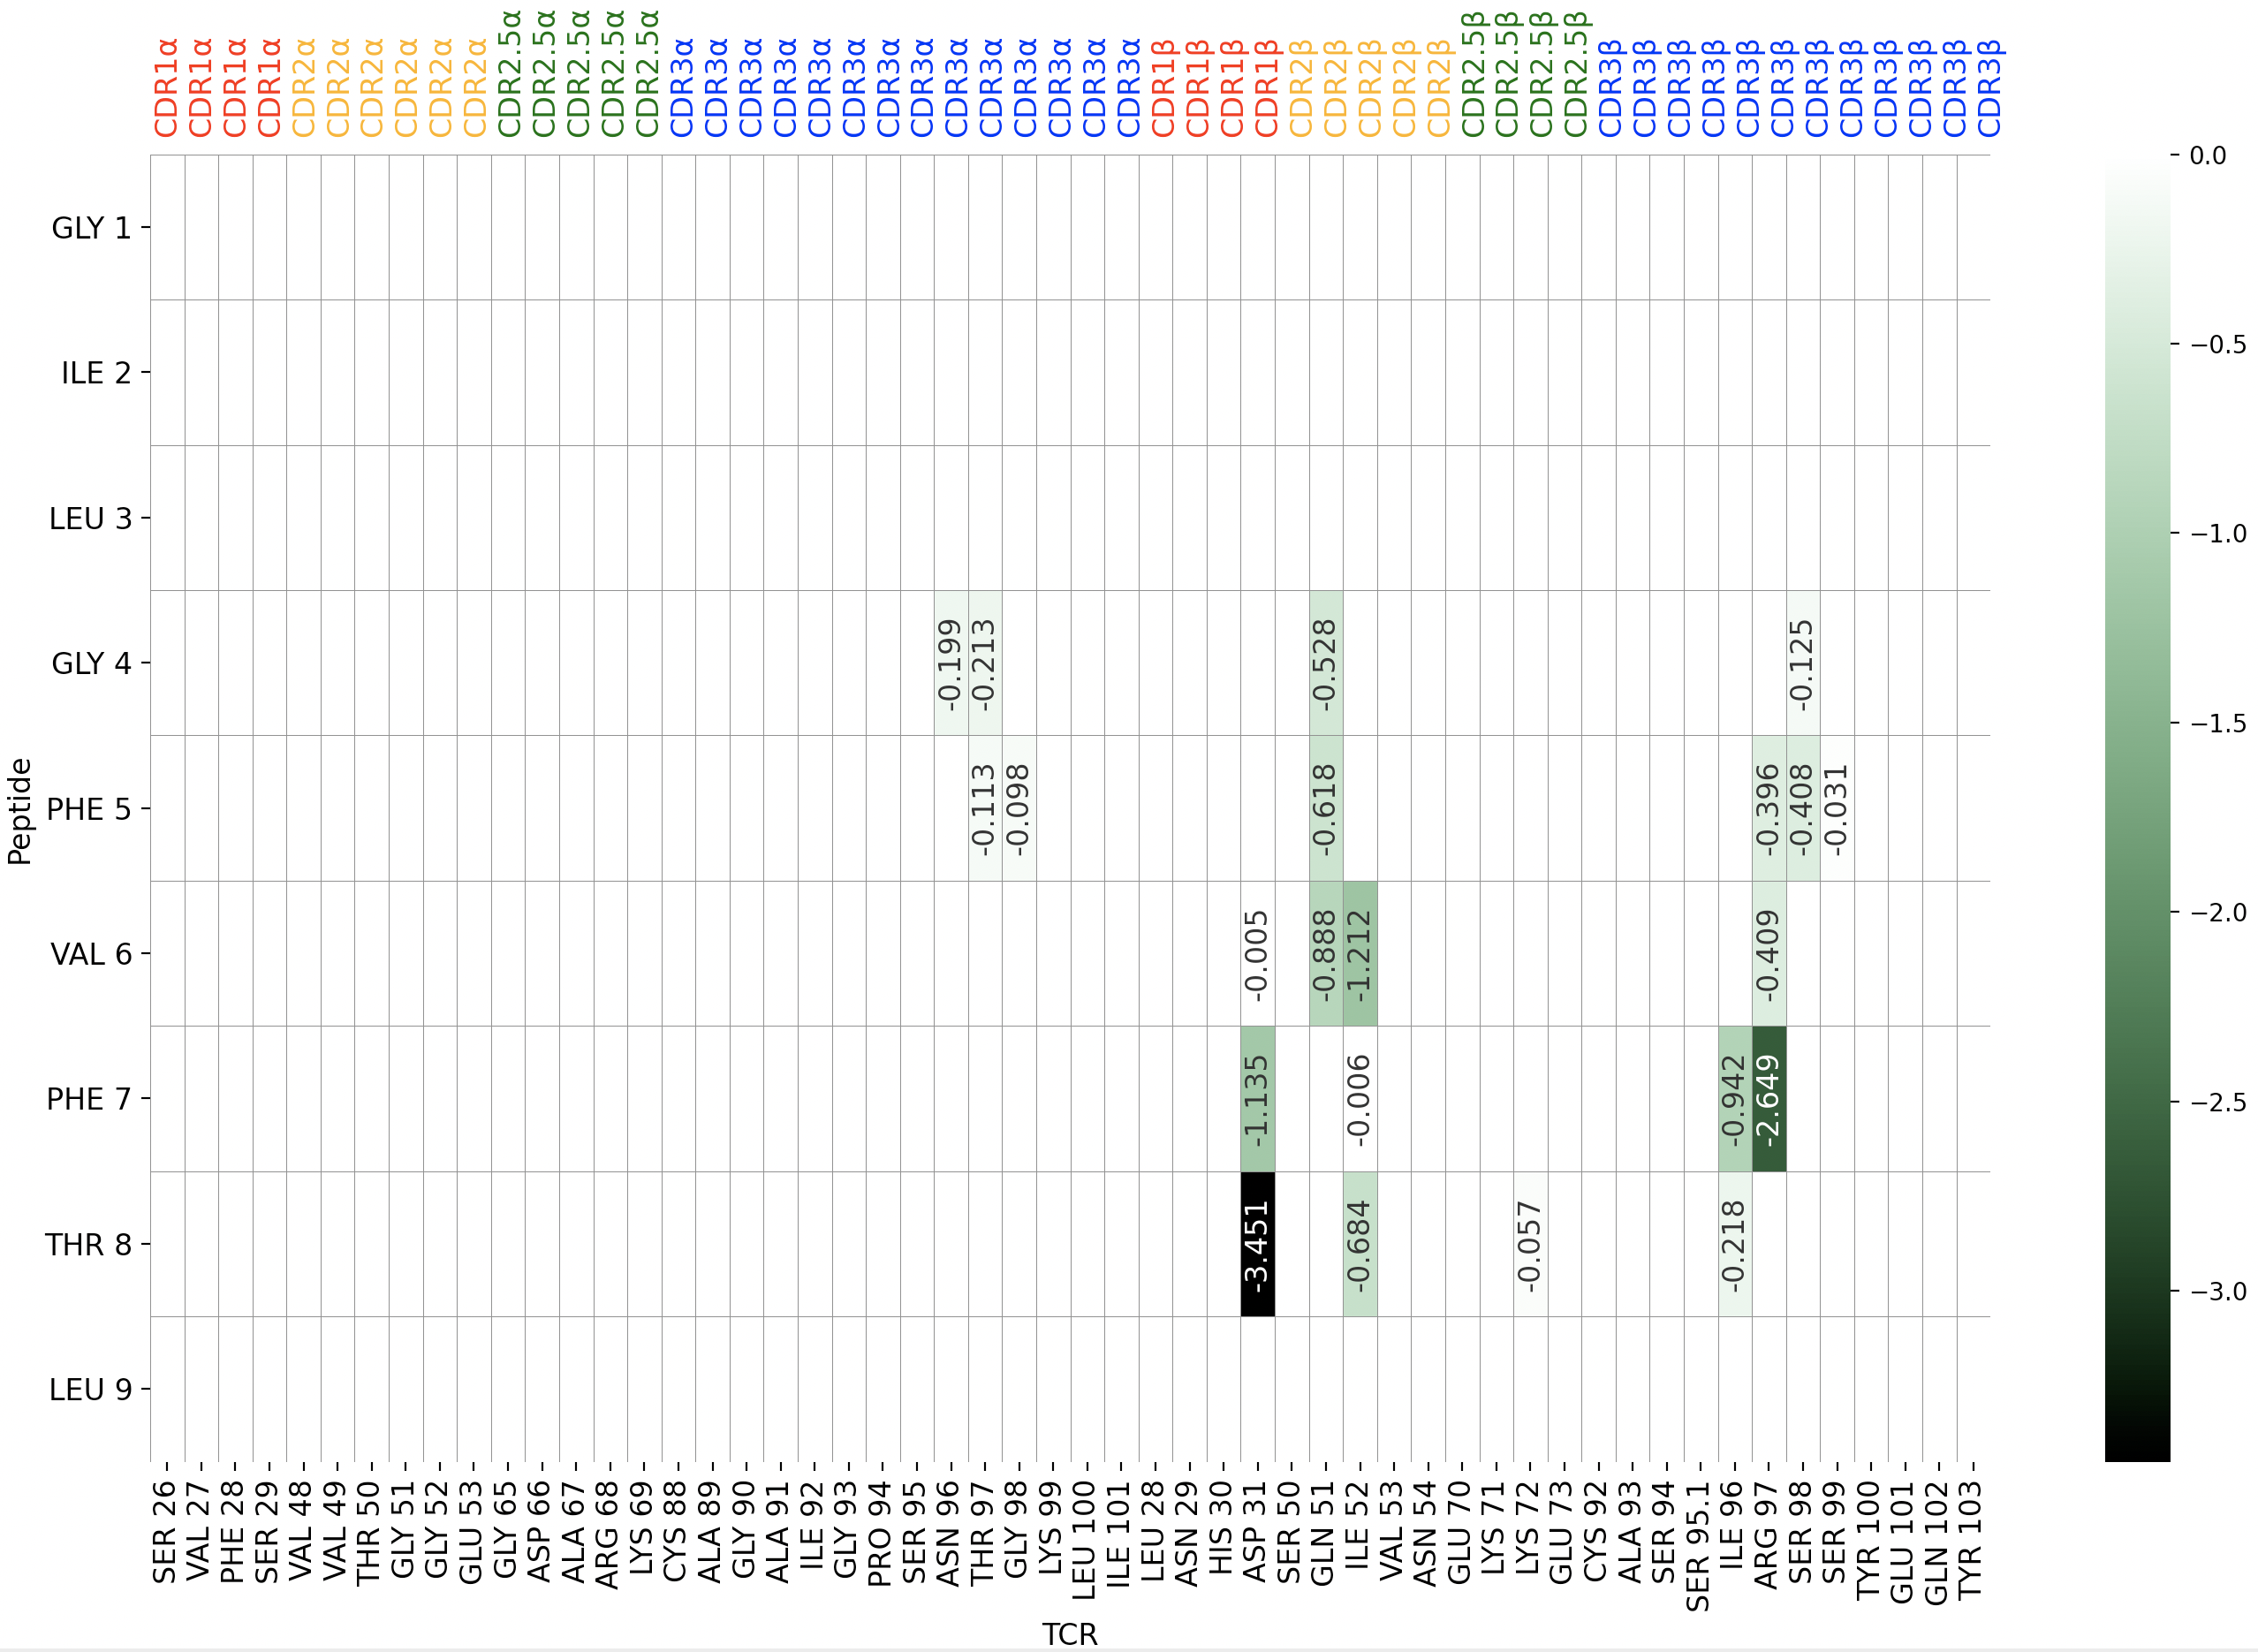 CDR1α
CDR1α
CDR1α
CDR1α
CDR2α
CDR2α
CDR2α
CDR2α
CDR2α
CDR2α
CDR2.5α
CDR2.5α
CDR2.5α
CDR2.5α
CDR2.5α
CDR3α
CDR3α
CDR3α
CDR3α
CDR3α
CDR3α
CDR3α
CDR3α
CDR3α
CDR3α
CDR3α
CDR3α
CDR3α
CDR3α
CDR1β
CDR1β
CDR1β
CDR1β
CDR2β
CDR2β
CDR2β
CDR2β
CDR2β
CDR2.5β
CDR2.5β
CDR2.5β
CDR2.5β
CDR3β
CDR3β
CDR3β
CDR3β
CDR3β
CDR3β
CDR3β
CDR3β
CDR3β
CDR3β
CDR3β
CDR3β
Peptide
GLY 1
ILE 2
LEU 3
GLY 4
-0.199
-0.213
-0.528
-0.125
PHE 5
-0.113
-0.098
-0.618
-0.396
-0.408
-0.031
VAL 6
-0.005
-0.888
-1.212
-0.409
PHE 7
-1.135
-0.006
-0.942
-2.649
THR 8
-3.451
-0.684
-0.057
-0.218
LEU 9
SER 26
VAL 27
PHE 28
SER 29
VAL 48
VAL 49
THR 50
GLY 51
GLY 52
GLU 53
GLY 65
ASP 66
ALA 67
ARG 68
LYS 69
CYS 88
ALA 89
GLY 90
ALA 91
ILE 92
GLY 93
PRO 94
SER 95
ASN 96
THR 97
GLY 98
LYS 99
LEU 100
ILE 101
LEU 28
ASN 29
HIS 30
ASP 31
SER 50
GLN 51
ILE 52
VAL 53
ASN 54
GLU 70
LYS 71
LYS 72
GLU 73
CYS 92
ALA 93
SER 94
SER 95.1
ILE 96
ARG 97
SER 98
SER 99
TYR 100
GLU 101
GLN 102
TYR 103
TCR
0.0
−0.5
−1.0
−1.5
−2.0
−2.5
−3.0